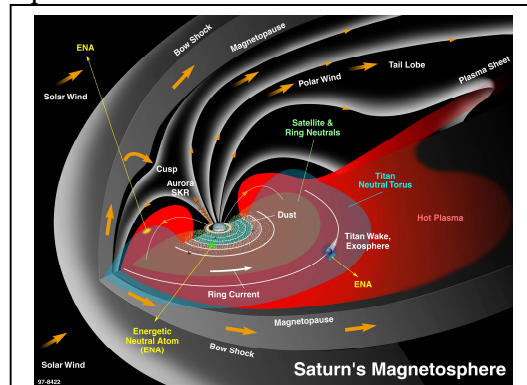 ENA
Bow Shock
Magnetopause
Tail Lobe
Plasma Sheet
Solar Wind
Polar Wind
Cusp
Satellite &
Ring Neutrals
Aurora
SKR
Titan
Neutral Torus
Dust
Hot Plasma
Titan Wake,
Exosphere
ENA
Ring Current
Energetic
Neutral Atom
(ENA)
Magnetopause
Bow Shock
Solar Wind
Saturn's Magnetosphere
97-8422